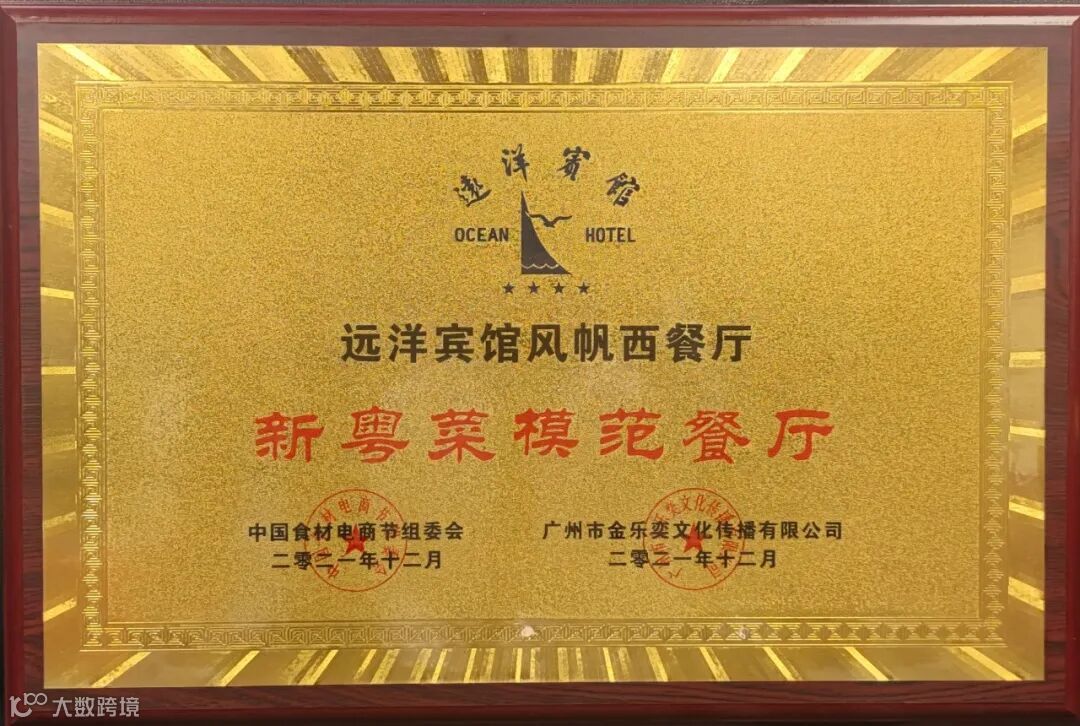 遠洋賓館
OCEAN HOTEL
★★★★
远洋宾馆风帆西餐厅
新粤菜模范餐厅
中国食材电商节组委会
二零二一年十二月
广州市金乐奕文化传播有限公司
二零二一年十二月
大数跨境